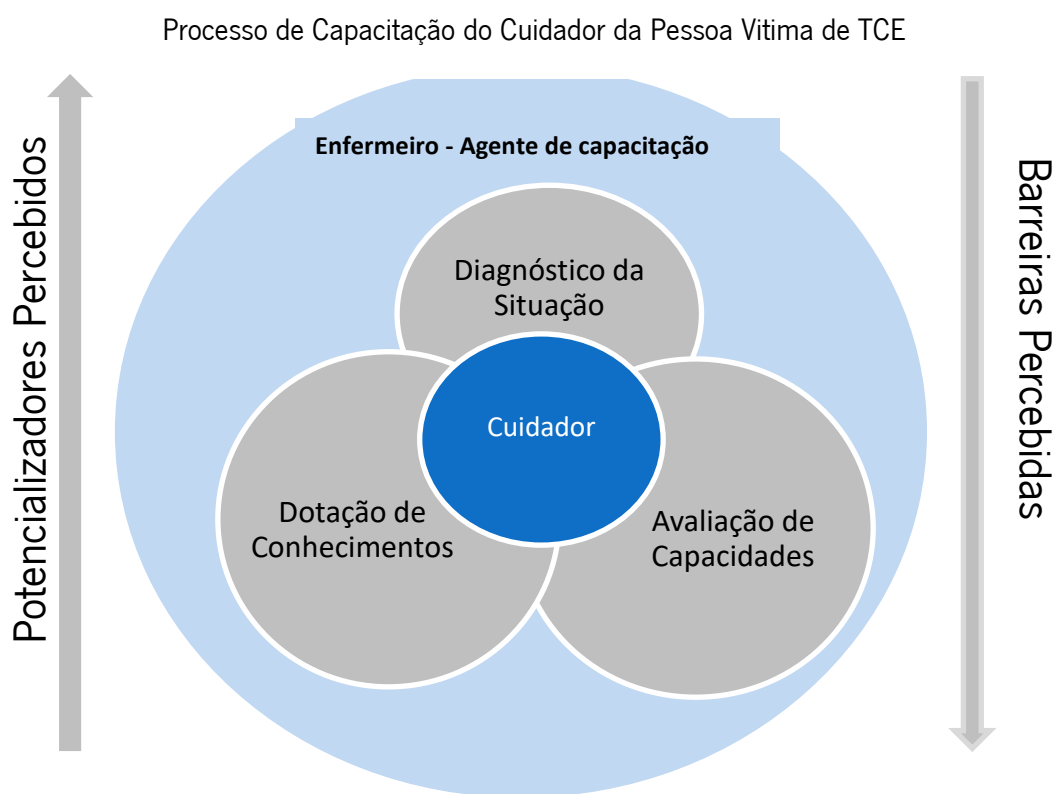 Processo de Capacitação do Cuidador da Pessoa Vitima de TCE
Potencializadores Percebidos
Enfermeiro - Agente de capacitação
Diagnóstico da
Situação
Cuidador
Dotação de
Conhecimentos
Avaliação de
Capacidades
Barreiras Percebidas